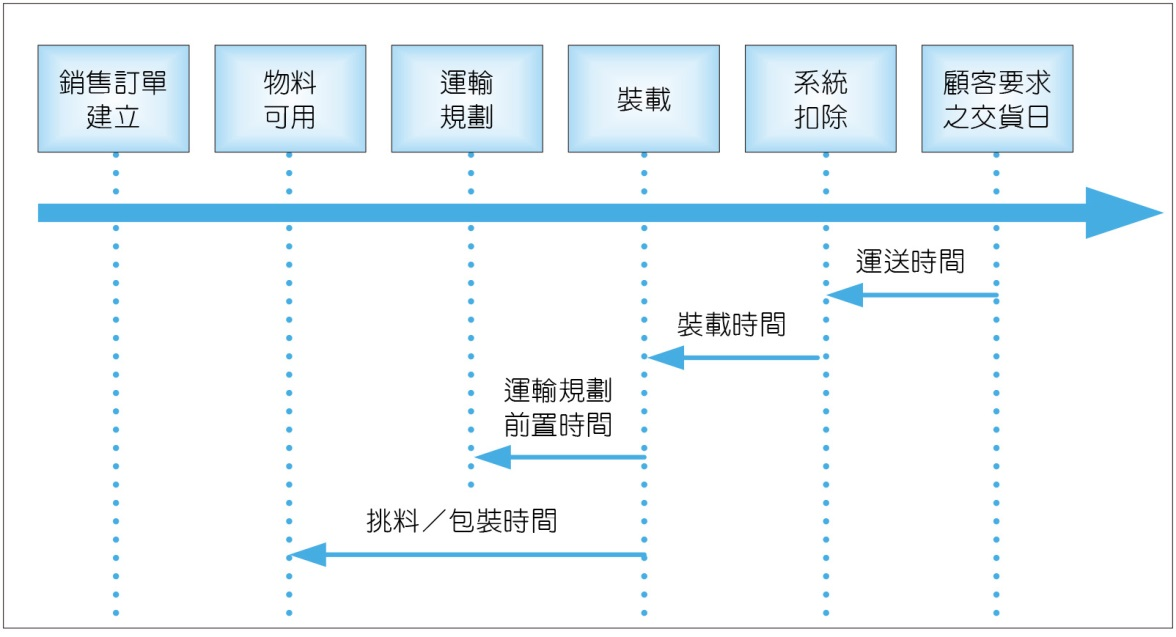 銷售訂單
建立
物料
可用
運輸
規劃
裝載
系統
扣除
顧客要求
之交貨日
運送時間
裝載時間
運輸規劃
前置時間
挑料／包裝時間